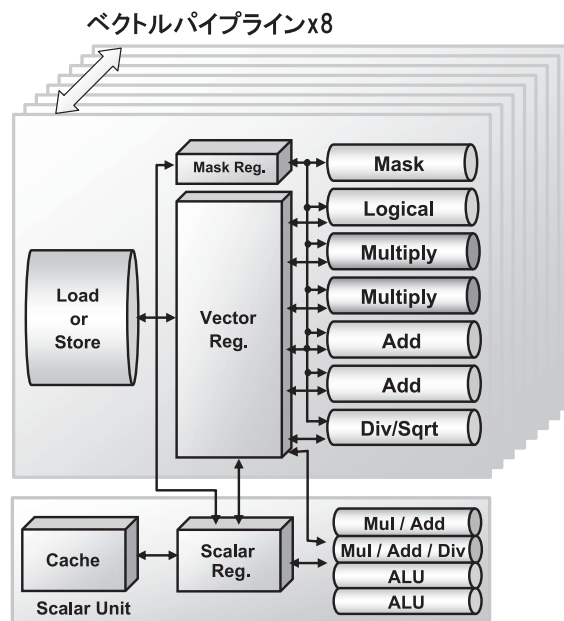 ベクトルパイプラインx8
Mask Reg.
Mask
Logical
Multiply
Multiply
Add
Add
Div/Sqrt
Load
or
Store
Vector
Reg.
Cache
Scalar
Reg.
Mul / Add
Mul / Add / Div
ALU
ALU
Scalar Unit